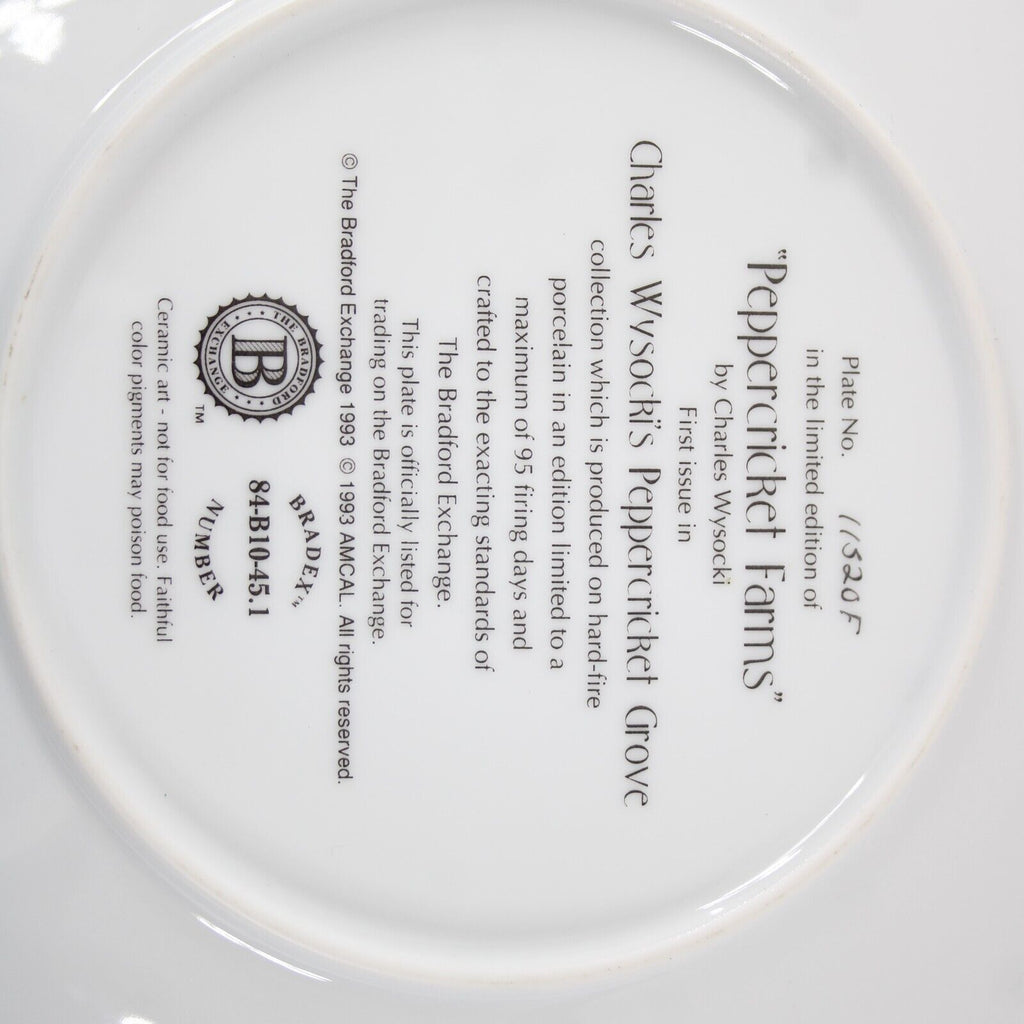 Plate No. 11520F
in the limited edition of
"Peppercricket Farms"
by Charles Wysocki
First issue in
Charles Wysocki's Peppercricket Grove
collection which is produced on hard-fire
porcelain in an edition limited to a
maximum of 95 firing days and
crafted to the exacting standards of
The Bradford Exchange.
This plate is officially listed for
trading on the Bradford Exchange.
© The Bradford Exchange 1993 © 1993 AMCAL. All rights reserved.
THE BRADFORD
B
EXCHANGE
TM
BRADEX
84-B10-45.1
NUMBER
Ceramic art - not for food use. Faithful
color pigments may poison food.